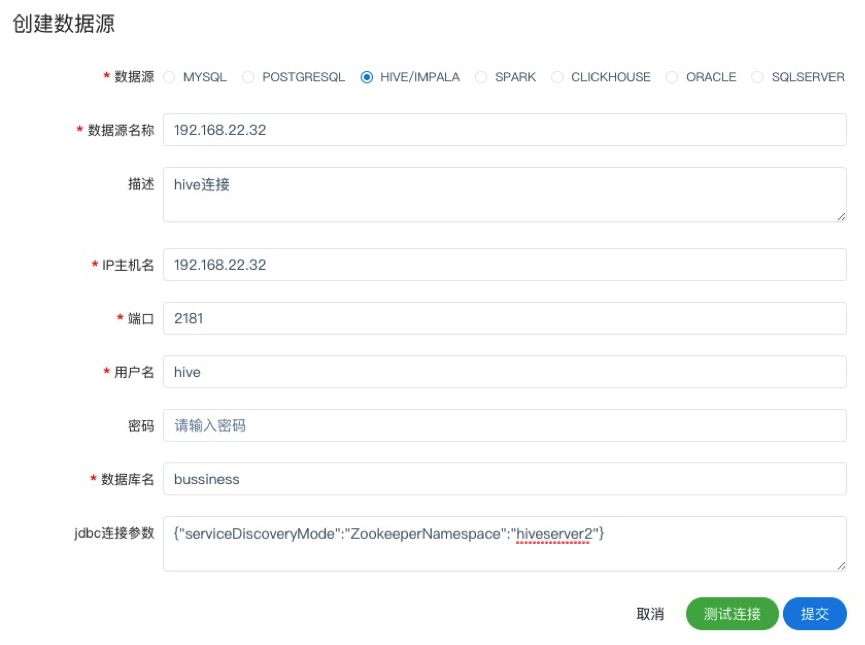 创建数据源
* 数据源 MYSQL POSTGRESQL HIVE/IMPALA SPARK CLICKHOUSE ORACLE SQLSERVER
* 数据源名称 192.168.22.32
描述 hive连接
* IP主机名 192.168.22.32
* 端口 2181
* 用户名 hive
密码 请输入密码
* 数据库名 bussiness
jdbc连接参数 {"serviceDiscoveryMode":"ZookeeperNamespace":"hiveserver2"}
取消 测试连接 提交